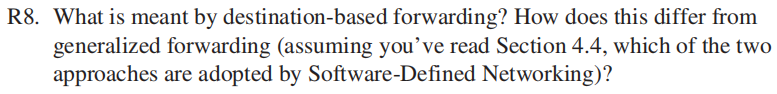 R8. What is meant by destination-based forwarding? How does this differ from
generalized forwarding (assuming you’ve read Section 4.4, which of the two
approaches are adopted by Software-Defined Networking)?